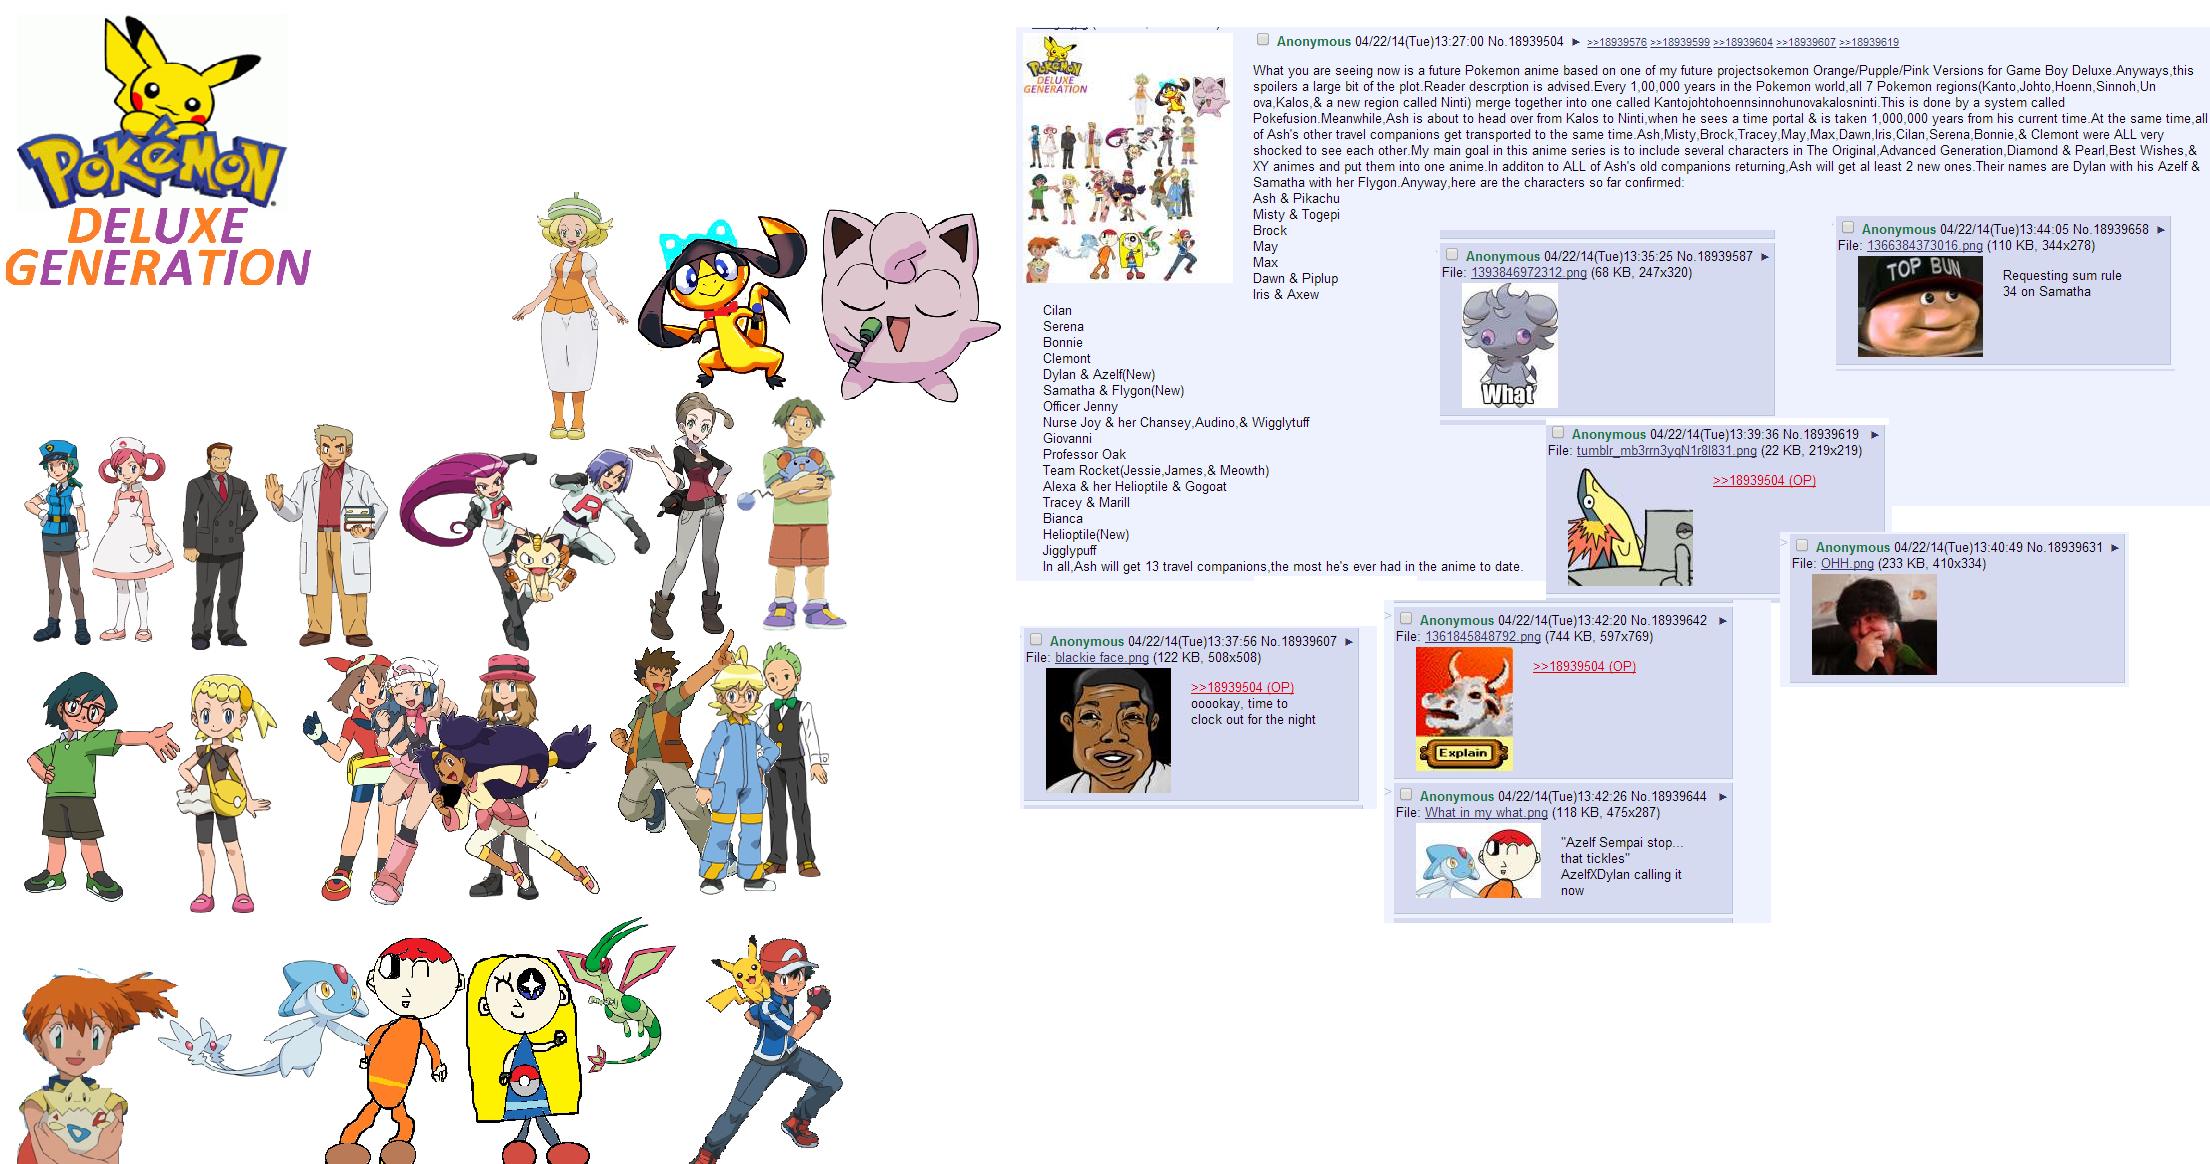 POKéMON
DELUXE
GENERATION
R
R
POKéMON
DELUXE
GENERATION
Anonymous 04/22/14(Tue)13:27:00 No.18939504 ► >>18939576 >>18939599 >>18939604 >>18939607 >>18939619
What you are seeing now is a future Pokemon anime based on one of my future projectsokemon Orange/Pupple/Pink Versions for Game Boy Deluxe.Anyways,this
spoilers a large bit of the plot.Reader descrption is advised.Every 1,00,000 years in the Pokemon world,all 7 Pokemon regions(Kanto,Johto,Hoenn,Sinnoh,Un
ova,Kalos,& a new region called Ninti) merge together into one called Kantojohtohoennsinnohunovakalosninti.This is done by a system called
Pokefusion.Meanwhile,Ash is about to head over from Kalos to Ninti,when he sees a time portal & is taken 1,000,000 years from his current time.At the same time,all
of Ash's other travel companions get transported to the same time.Ash,Misty,Brock,Tracey,May,Max,Dawn,Iris,Cilan,Serena,Bonnie,& Clemont were ALL very
shocked to see each other.My main goal in this anime series is to include several characters in The Original,Advanced Generation,Diamond & Pearl,Best Wishes,&
XY animes and put them into one anime.In additon to ALL of Ash's old companions returning,Ash will get al least 2 new ones.Their names are Dylan with his Azelf &
Samatha with her Flygon.Anyway,here are the characters so far confirmed:
Ash & Pikachu
Misty & Togepi
Brock
May
Max
Dawn & Piplup
Iris & Axew
Cilan
Serena
Bonnie
Clemont
Dylan & Azelf(New)
Samatha & Flygon(New)
Officer Jenny
Nurse Joy & her Chansey,Audino,& Wigglytuff
Giovanni
Professor Oak
Team Rocket(Jessie,James,& Meowth)
Alexa & her Helioptile & Gogoat
Tracey & Marill
Bianca
Helioptile(New)
Jigglypuff
In all,Ash will get 13 travel companions,the most he's ever had in the anime to date.
Anonymous 04/22/14(Tue)13:35:25 No.18939587 ►
File: 1393846972312.png (68 KB, 247x320)
What
Anonymous 04/22/14(Tue)13:44:05 No.18939658 ►
File: 1366384373016.png (110 KB, 344x278)
TOP BUN
Requesting sum rule
34 on Samatha
Anonymous 04/22/14(Tue)13:39:36 No.18939619 ►
File: tumblr_mb3rrn3yqN1r8l831.png (22 KB, 219x219)
>>18939504 (OP)
Anonymous 04/22/14(Tue)13:40:49 No.18939631 ►
File: OHH.png (233 KB, 410x334)
Anonymous 04/22/14(Tue)13:37:56 No.18939607 ►
File: blackie face.png (122 KB, 508x508)
>>18939504 (OP)
ooookay, time to
clock out for the night
Anonymous 04/22/14(Tue)13:42:20 No.18939642 ►
File: 1361845848792.png (744 KB, 597x769)
>>18939504 (OP)
Explain
Anonymous 04/22/14(Tue)13:42:26 No.18939644 ►
File: What in my what.png (118 KB, 475x287)
"Azelf Sempai stop...
that tickles"
AzelfXDylan calling it
now